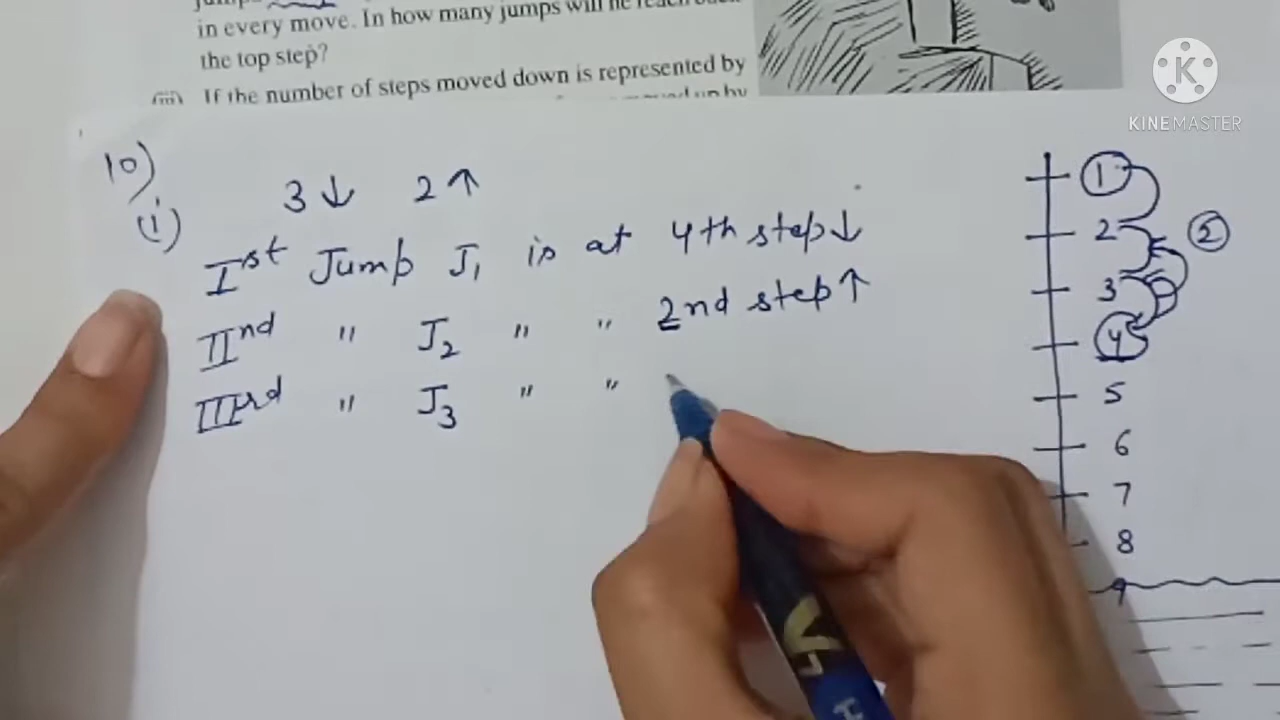 in every move. In how many jumps will he reach back
the top step?
(iii) If the number of steps moved down is represented by
KINEMASTER
10)
(i) 3 ↓ 2 ↑
Ist Jump J1 is at 4th step ↓
IInd " J2 " " 2nd step ↑
IIIrd " J3 " "
1
2
2
3
4
5
6
7
8
9